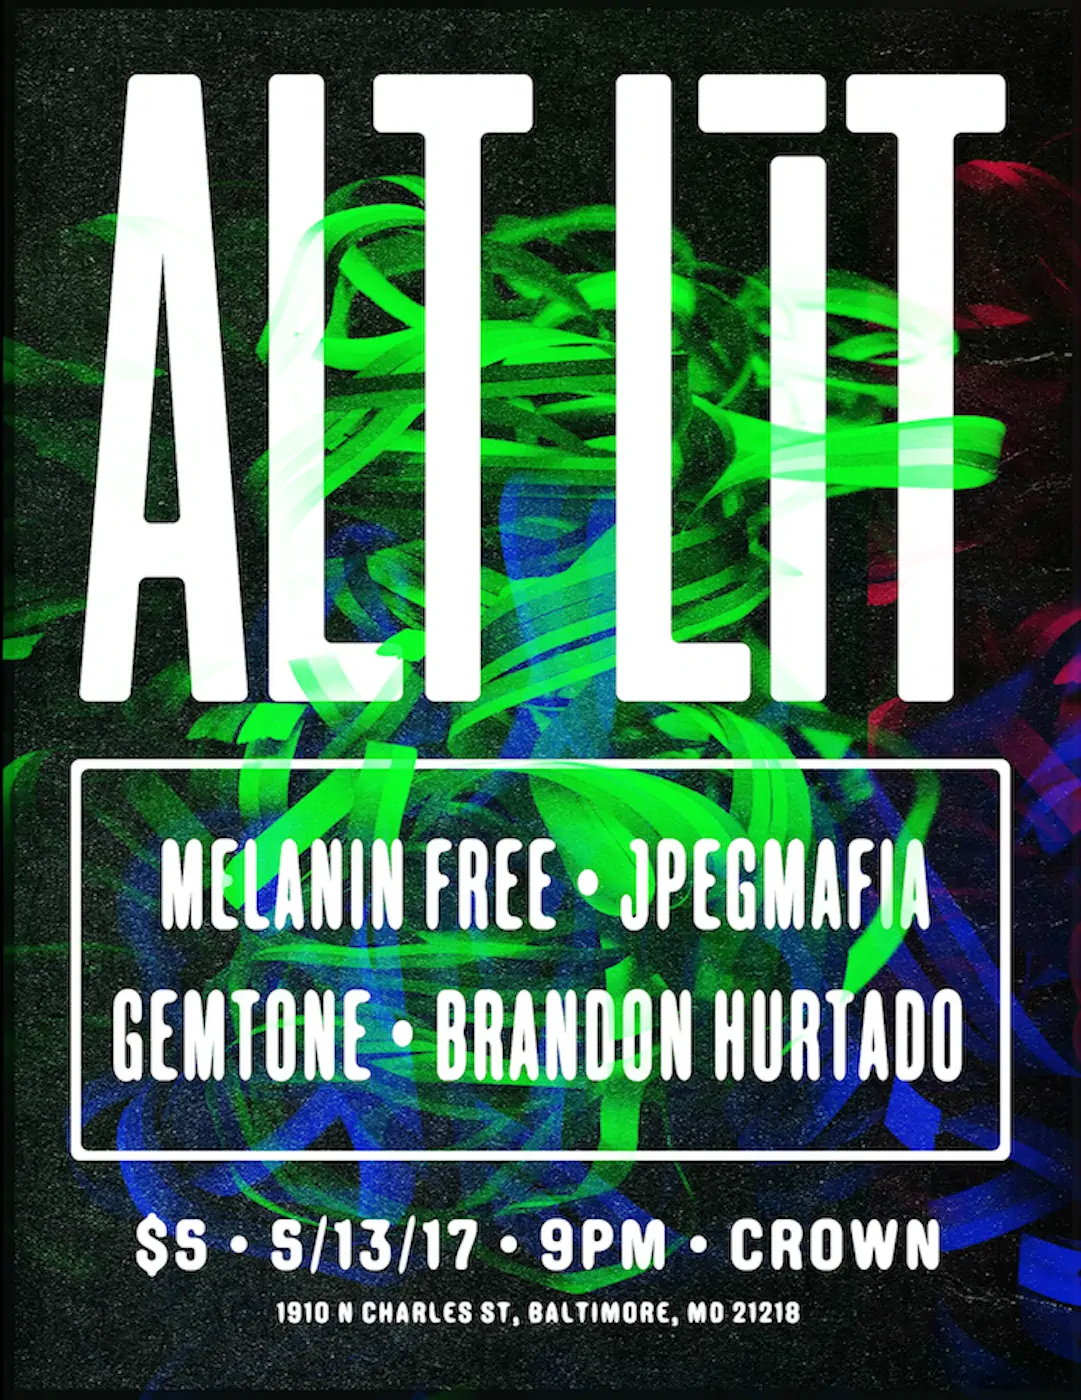 ALT LIT
MELANIN FREE • JPEGMAFIA
GEMTONE • BRANDON HURTADO
$5 • 5/13/17 • 9PM • CROWN
1910 N CHARLES ST, BALTIMORE, MD 21218